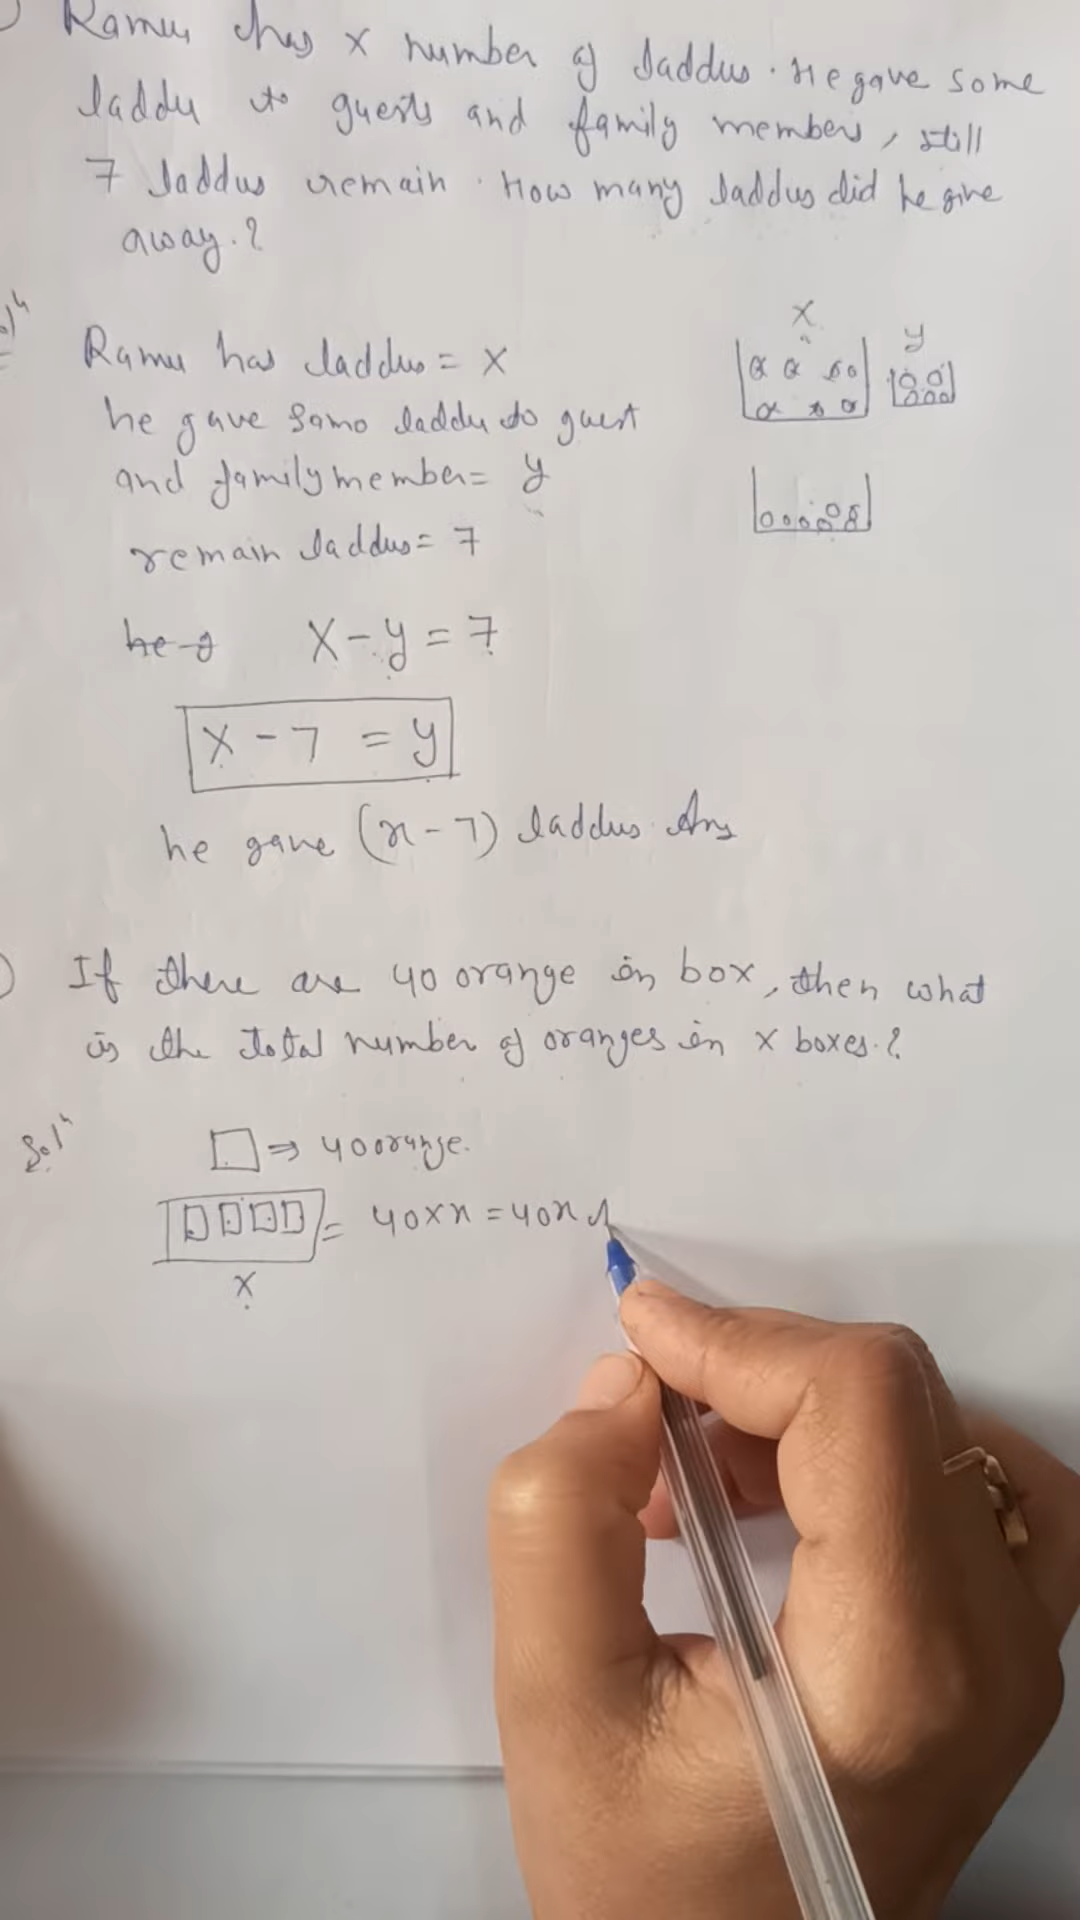 Ramu has x number of laddus. He gave some
laddu to guests and family members, still
7 laddus remain. How many laddus did he give
away.?
Solⁿ
Ramu has laddus = x
he gave some laddu to guest
and family member = y
remain laddus = 7
x
y
he g x - y = 7
x - 7 = y
he gave (x - 7) laddus Ans
If there are 40 orange in box, then what
is the total number of oranges in x boxes.?
Solⁿ
□ ⇒ 40 orange.
= 40 × x = 40x
x